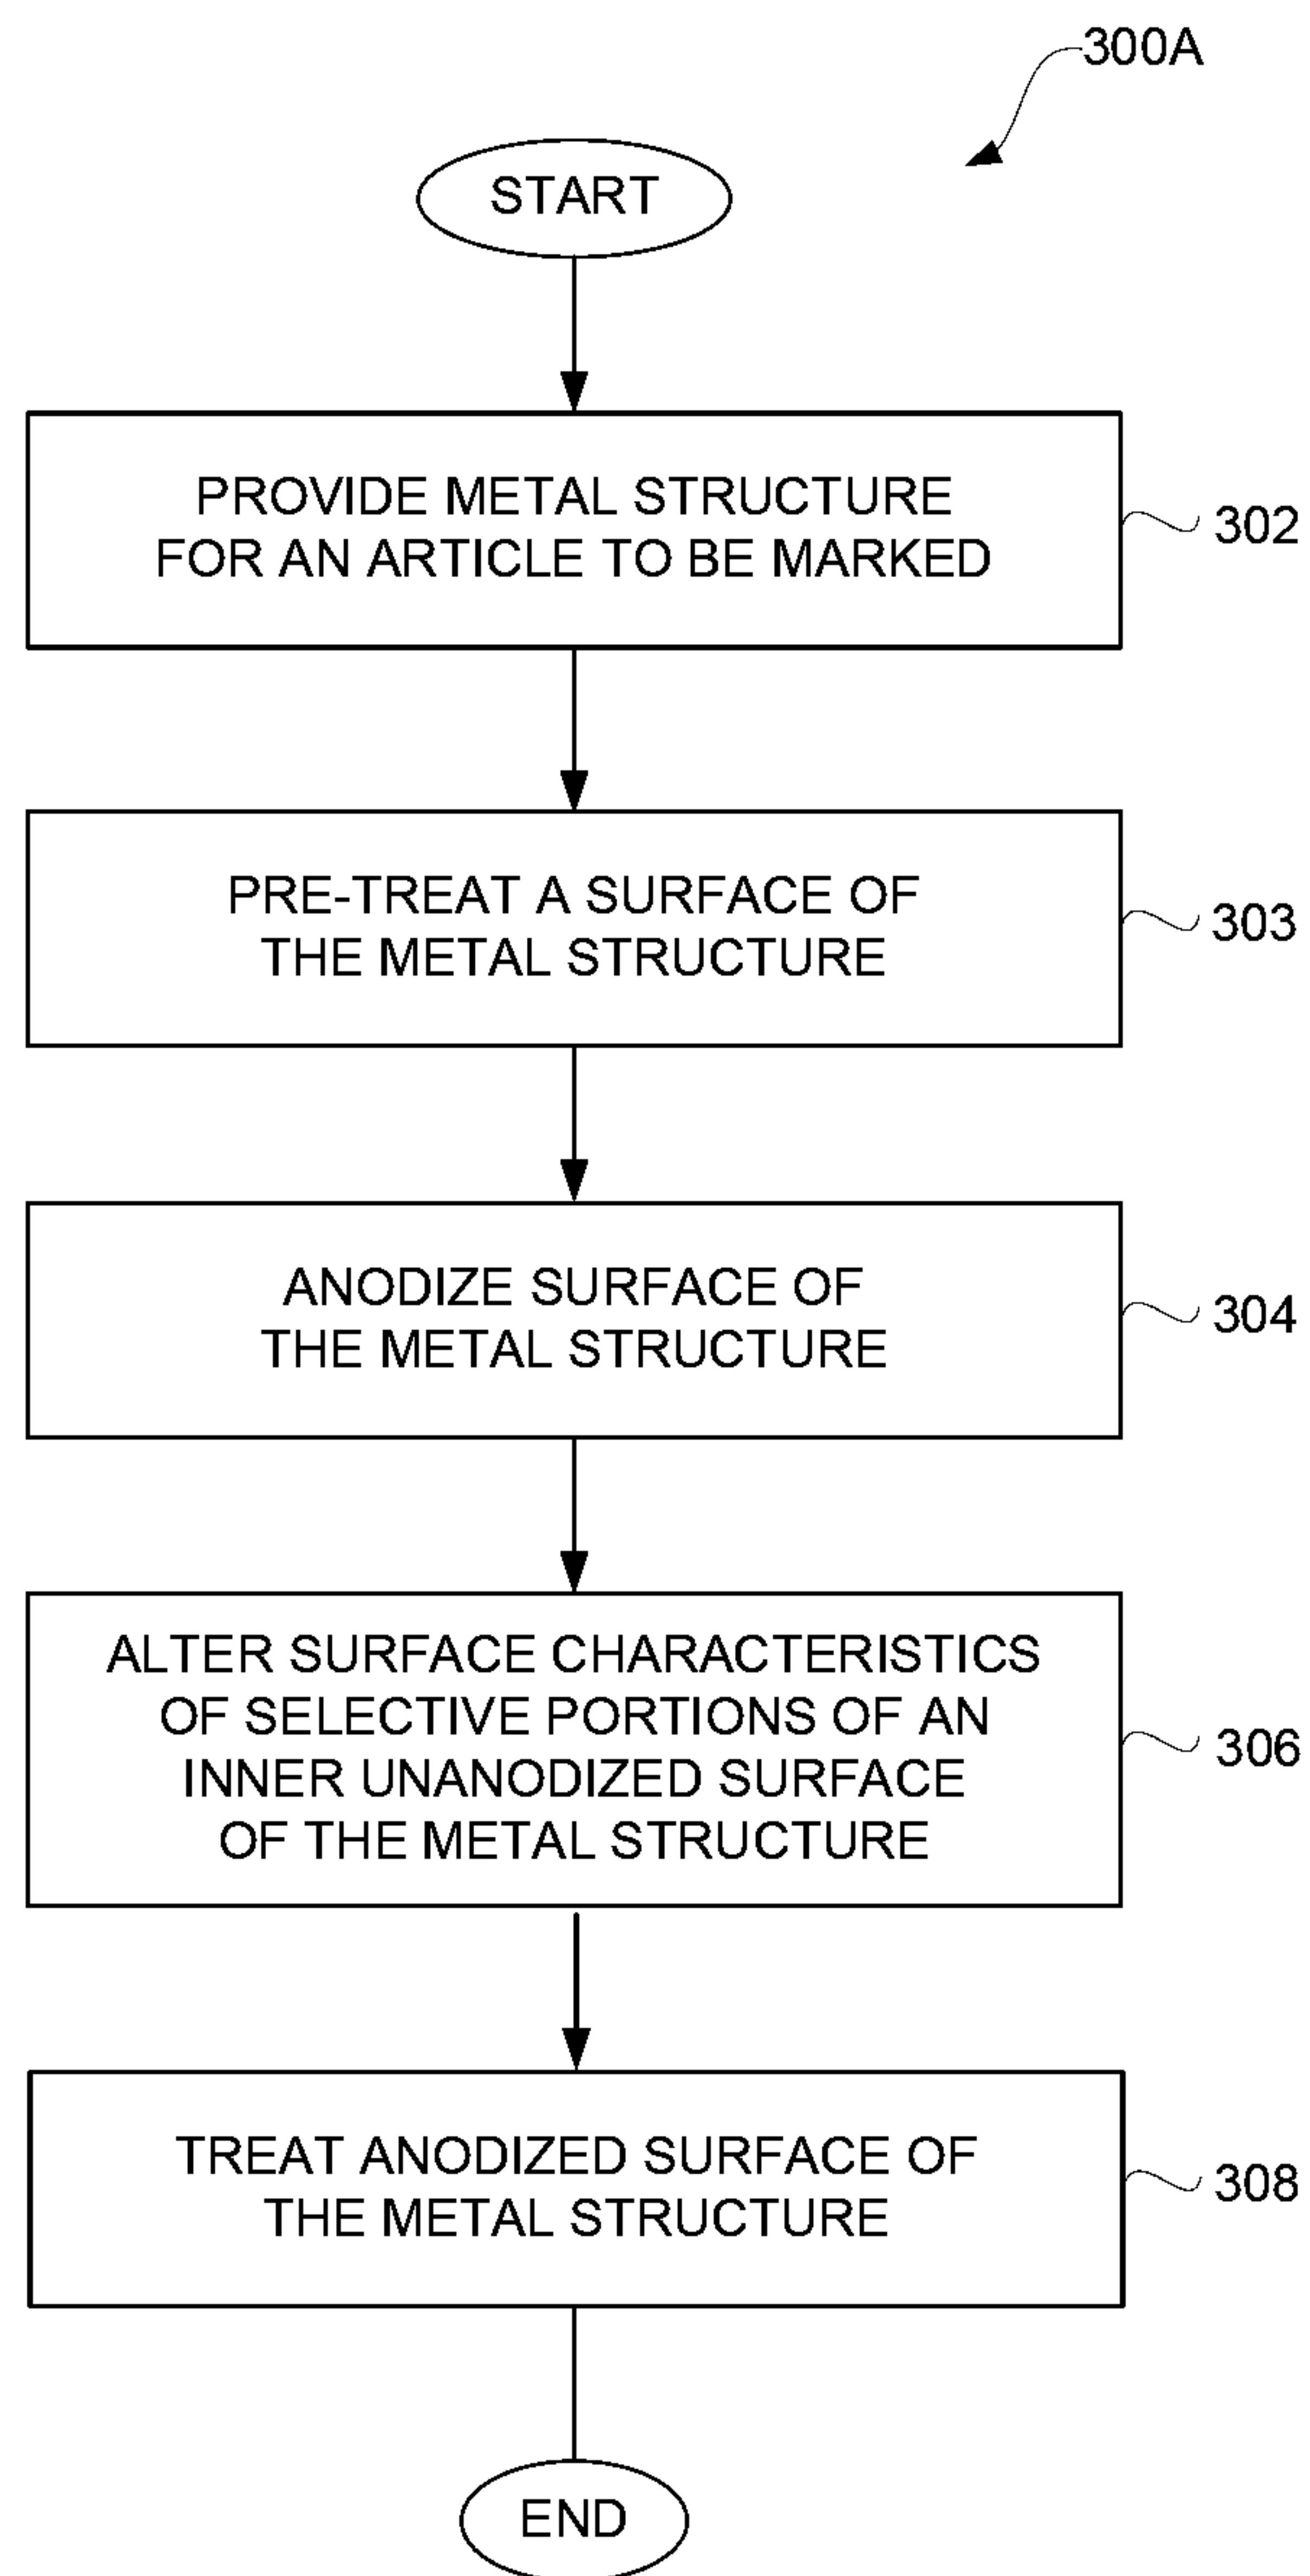 300A
START
PROVIDE METAL STRUCTURE
FOR AN ARTICLE TO BE MARKED
302
PRE-TREAT A SURFACE OF
THE METAL STRUCTURE
303
ANODIZE SURFACE OF
THE METAL STRUCTURE
304
ALTER SURFACE CHARACTERISTICS
OF SELECTIVE PORTIONS OF AN
INNER UNANODIZED SURFACE
OF THE METAL STRUCTURE
306
TREAT ANODIZED SURFACE OF
THE METAL STRUCTURE
308
END